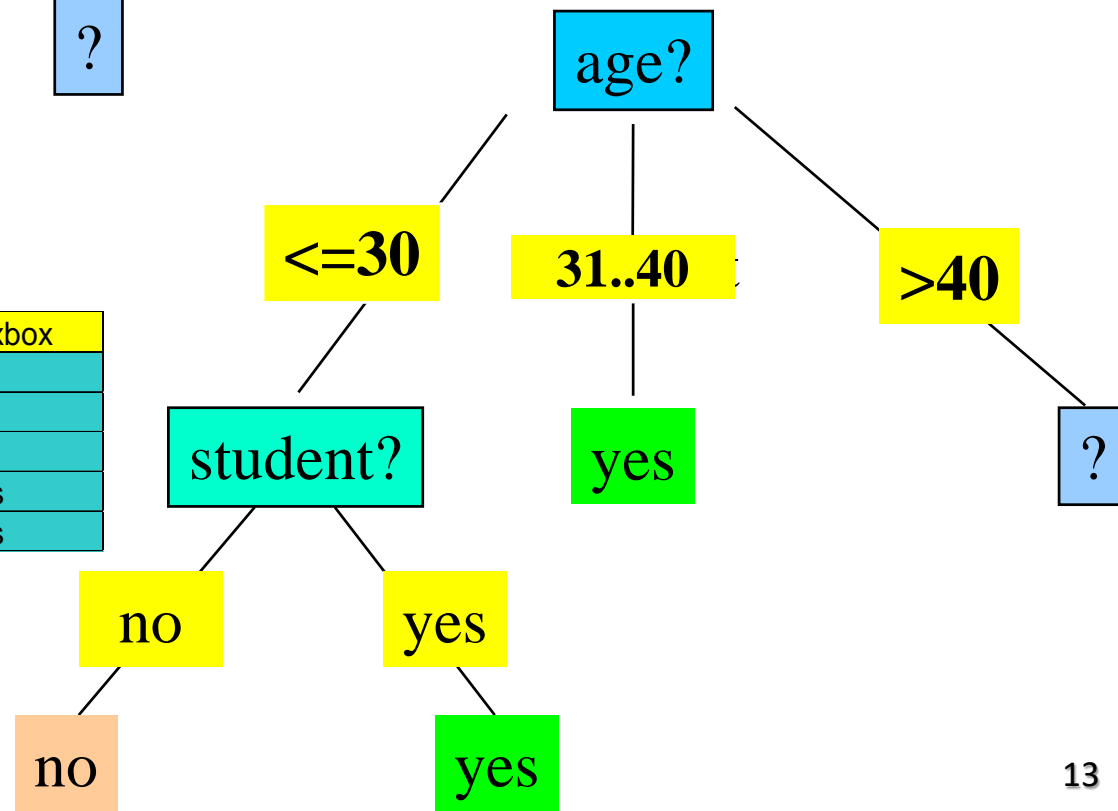 ?
age?
<=30
31..40
>40
student?
yes
?
no
yes
no
yes
13